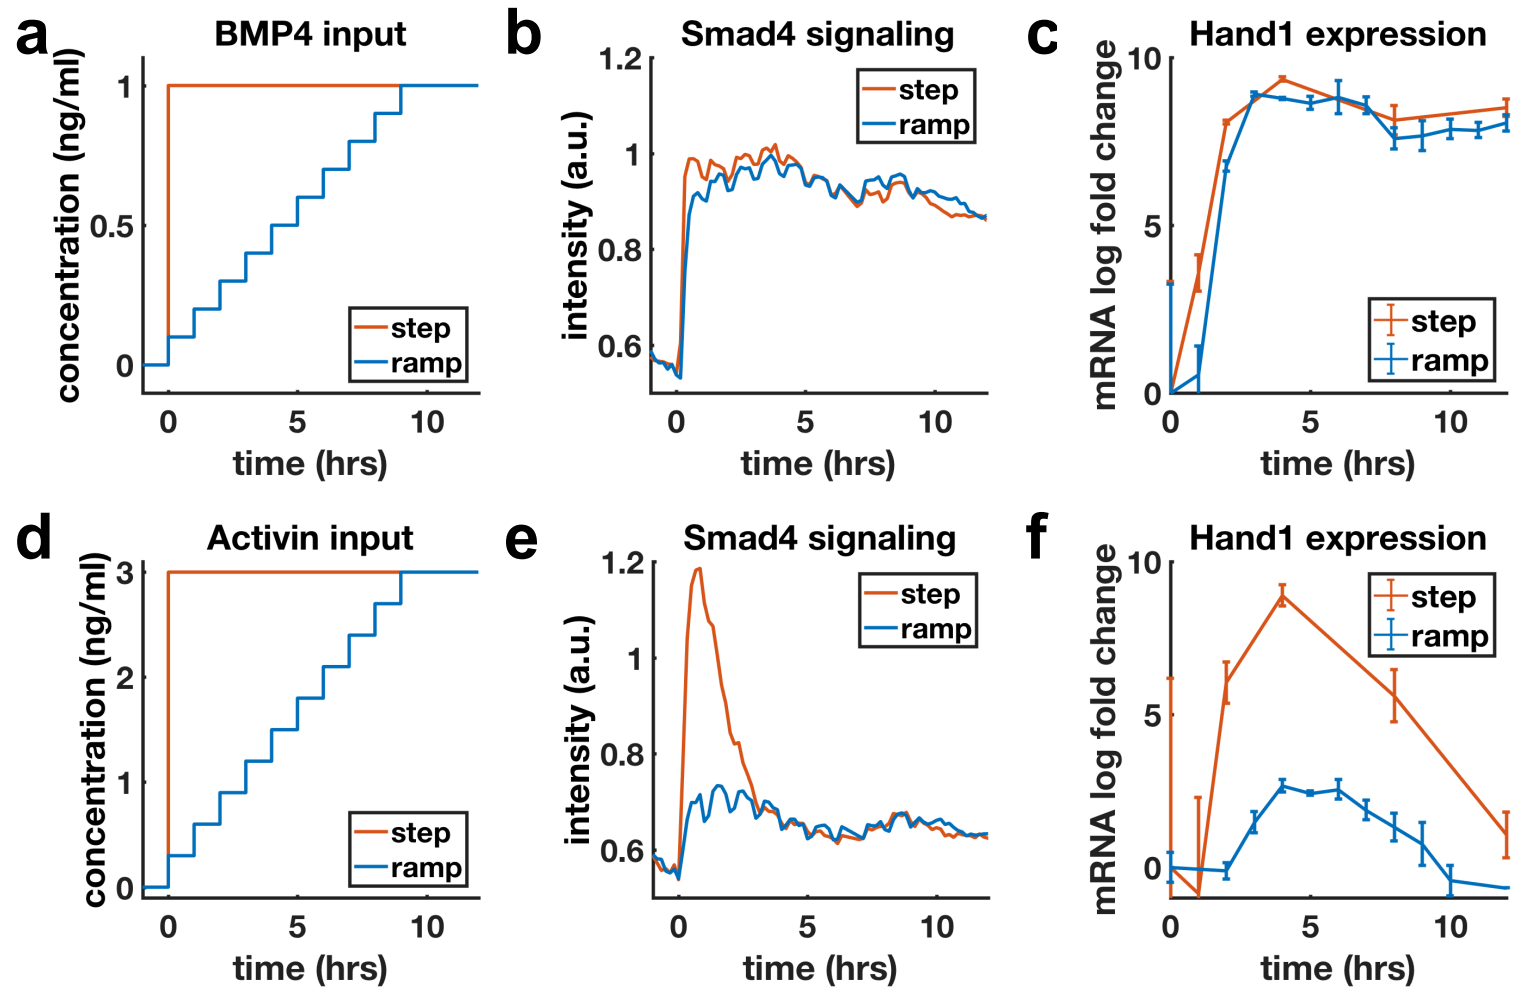 a
BMP4 input
concentration (ng/ml)
1
0.5
0
step
ramp
0 5 10
time (hrs)
b
Smad4 signaling
intensity (a.u.)
1.2
1
0.8
0.6
step
ramp
0 5 10
time (hrs)
c
Hand1 expression
mRNA log fold change
10
5
0
step
ramp
0 5 10
time (hrs)
d
Activin input
concentration (ng/ml)
3
2
1
0
step
ramp
0 5 10
time (hrs)
e
Smad4 signaling
intensity (a.u.)
1.2
1
0.8
0.6
step
ramp
0 5 10
time (hrs)
f
Hand1 expression
mRNA log fold change
10
5
0
step
ramp
0 5 10
time (hrs)